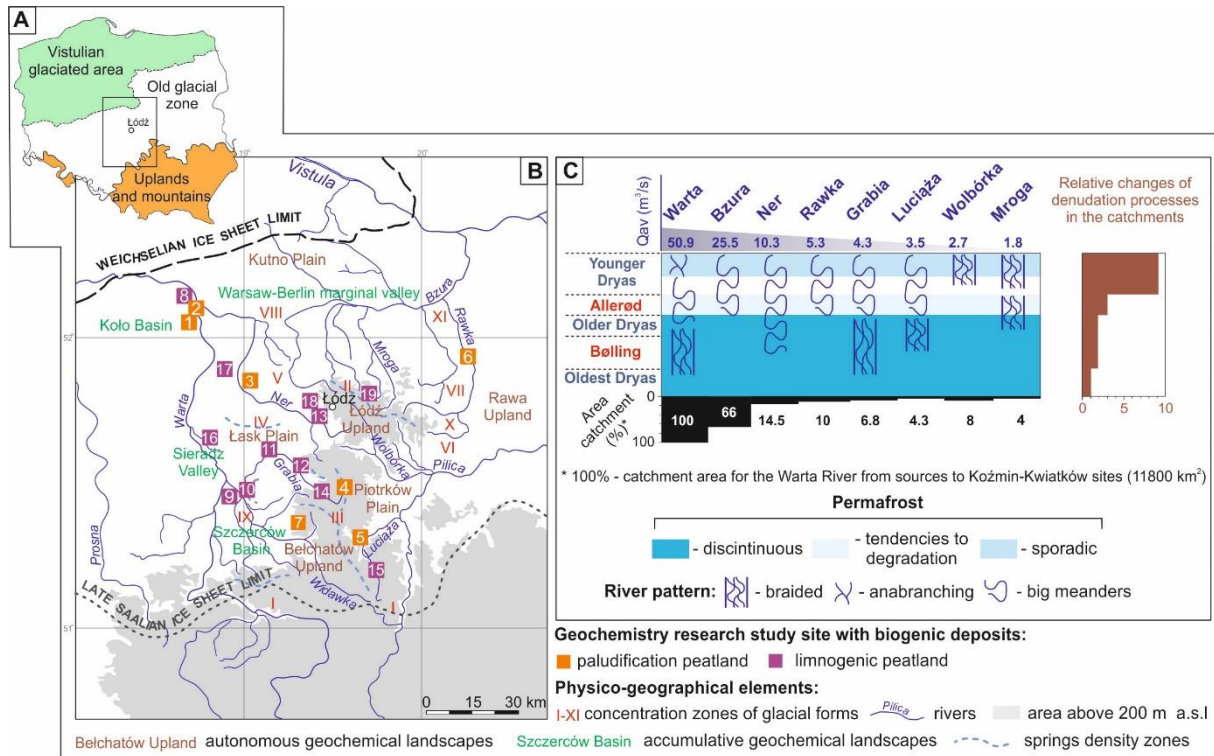 A
Vistulian
glaciated area
Old glacial
zone
Łódź
Uplands
and mountains
B
19
20
Vistula
WEICHSELIAN ICE SHEET LIMIT
Kutno Plain
Warsaw-Berlin marginal valley
Bzura
8
2
1
Koło Basin
VIII
XI
Rawka
52
Mroga
6
17
3
V
Ner
II
19
VII
18
Łódź
13
Łódź
Upland
Rawa
Upland
Warta
IV
Łask Plain
X
VI
16
11
Wolbórka
Pilica
Sieradz
Valley
12
Grabia
9
10
14
4
Piotrków
Plain
IX
7
III
5
Szczerców
Basin
Bełchatów
Upland
Luciąża
15
Prosna
Widawka
LATE SAALIAN ICE SHEET LIMIT
I
I
51
0 15 30 km
C
Qav (m³/s)
Warta Bzura Ner Rawka Grabia Luciąża Wolbórka Mroga
50.9 25.5 10.3 5.3 4.3 3.5 2.7 1.8
Relative changes of
denudation processes
in the catchments
Younger
Dryas
Allerød
Older Dryas
Bølling
Oldest Dryas
0
Area
catchment
(%)*
100
100 66 14.5 10 6.8 4.3 8 4
0 5 10
* 100% - catchment area for the Warta River from sources to Koźmin-Kwiatków sites (11800 km²)
Permafrost
- discintinuous
- tendencies to
degradation
- sporadic
River pattern: - braided - anabranching - big meanders
Geochemistry research study site with biogenic deposits:
paludification peatland limnogenic peatland
Physico-geographical elements:
I-XI concentration zones of glacial forms Pilica rivers area above 200 m a.s.l
Bełchatów Upland autonomous geochemical landscapes Szczerców Basin accumulative geochemical landscapes springs density zones